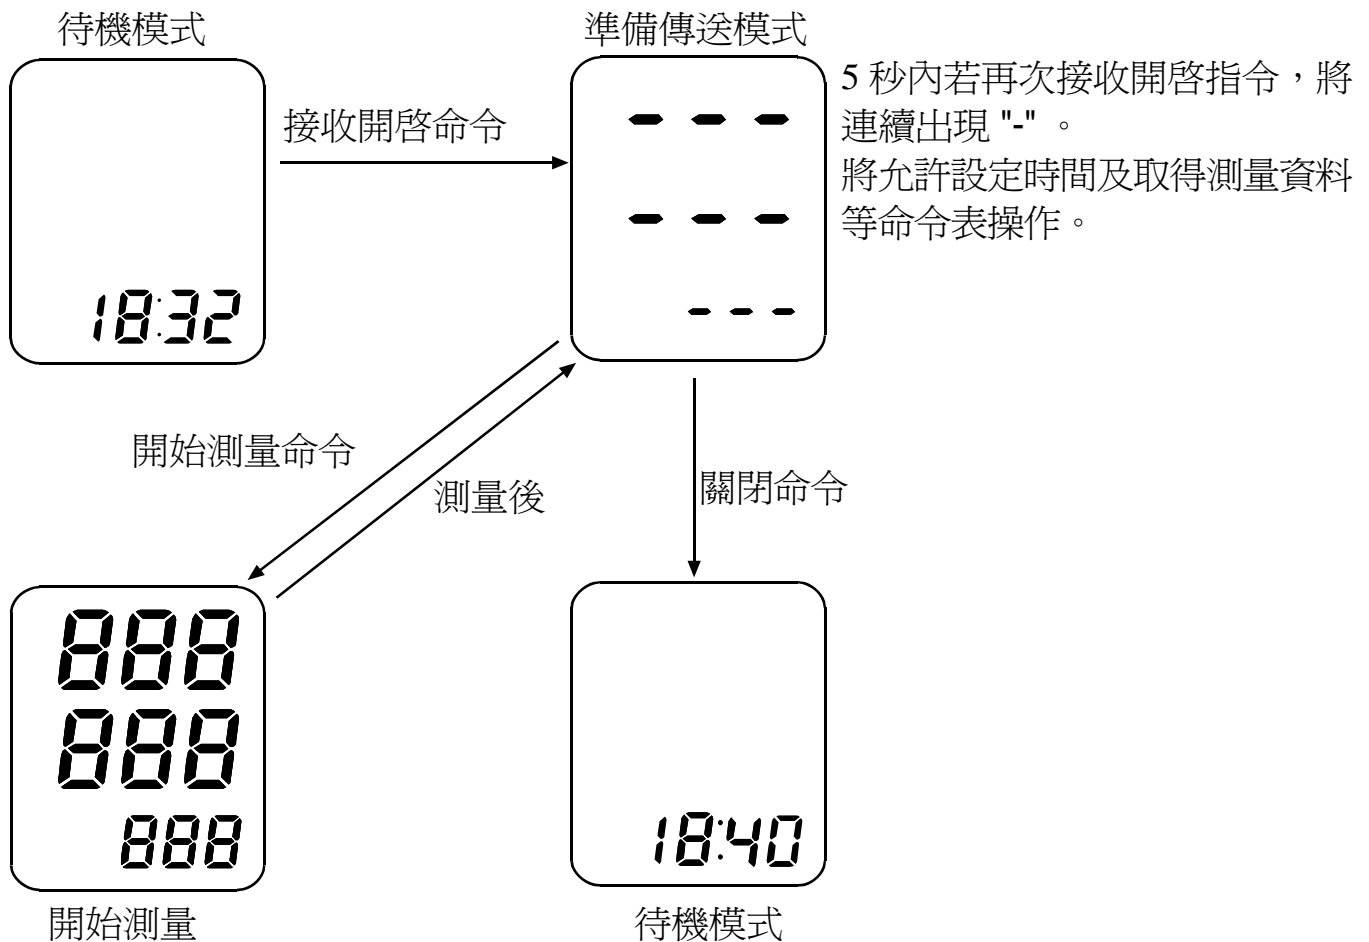 待機模式
準備傳送模式
5 秒內若再次接收開啓指令，將
連續出現 "-" 。
將允許設定時間及取得測量資料
等命令表操作。
接收開啓命令
- - -
- - -
- - -
18:32
開始測量命令
測量後
關閉命令
888
888
888
18:40
開始測量
待機模式